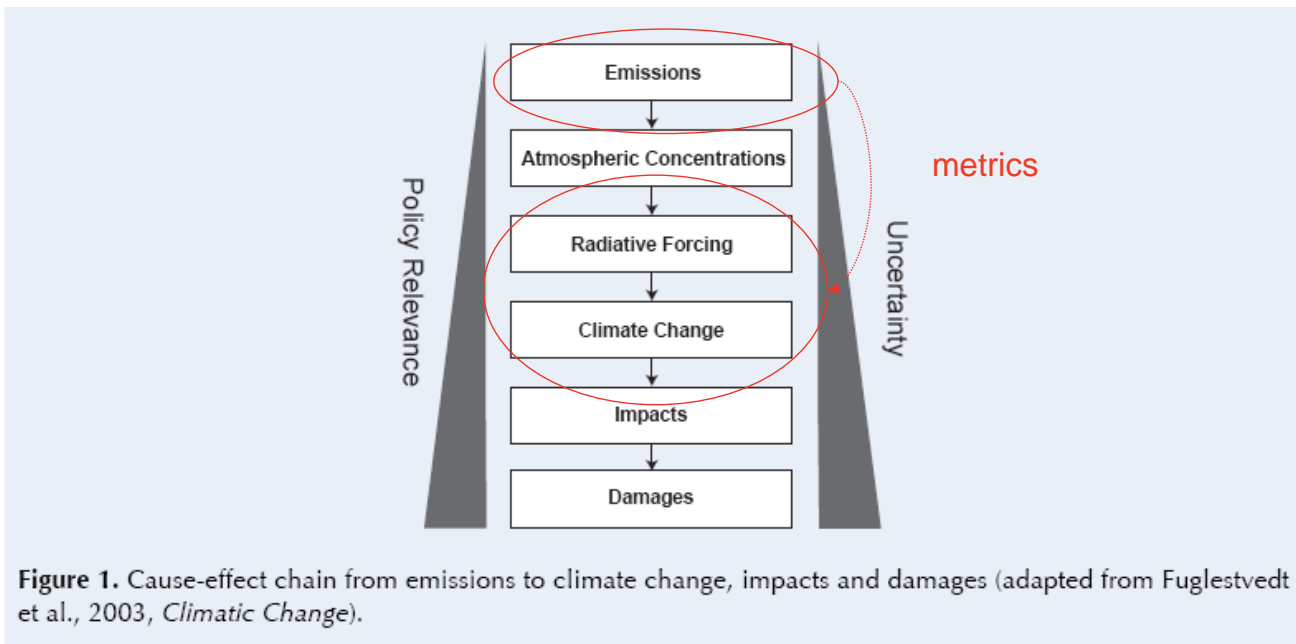 Emissions
Atmospheric Concentrations
metrics
Policy Relevance
Radiative Forcing
Uncertainty
Climate Change
Impacts
Damages
Figure 1. Cause-effect chain from emissions to climate change, impacts and damages (adapted from Fuglestvedt
et al., 2003, Climatic Change).